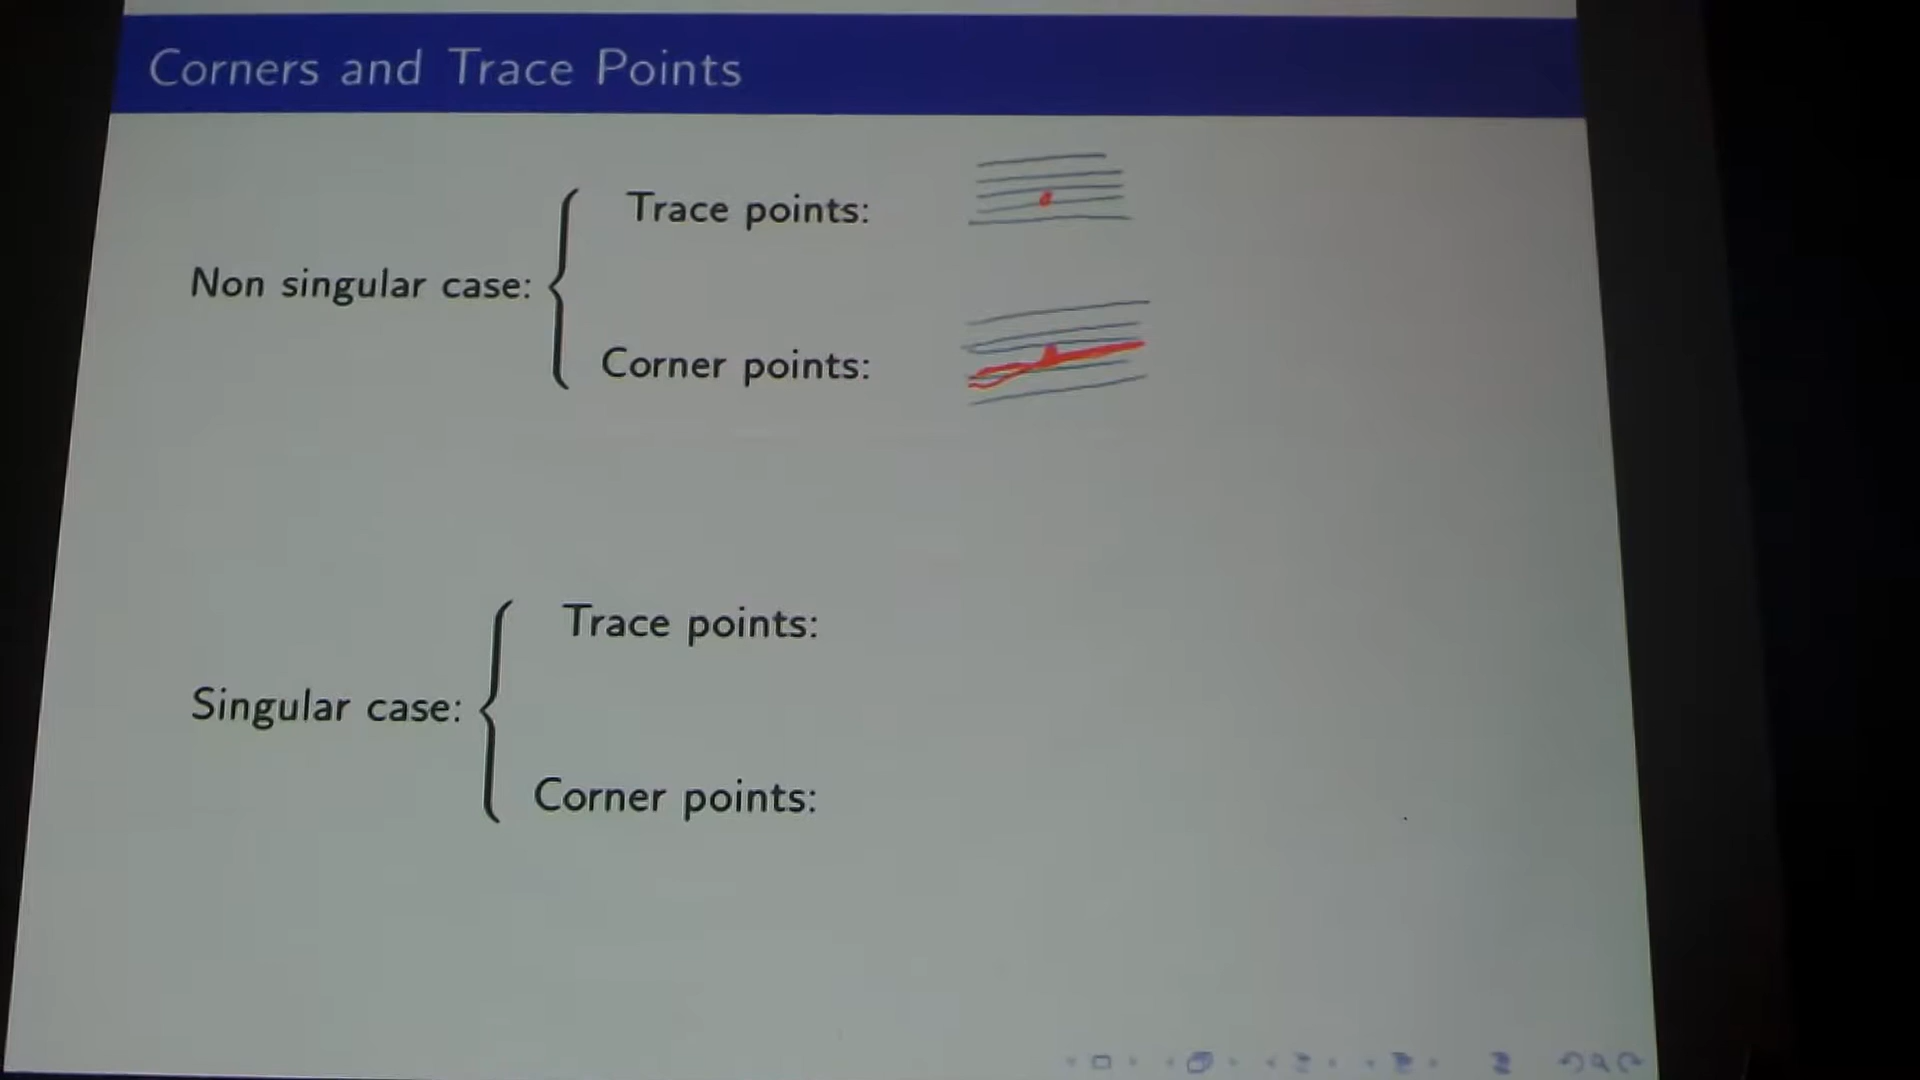 Corners and Trace Points
Trace points:
Non singular case:
Corner points:
Trace points:
Singular case:
Corner points: